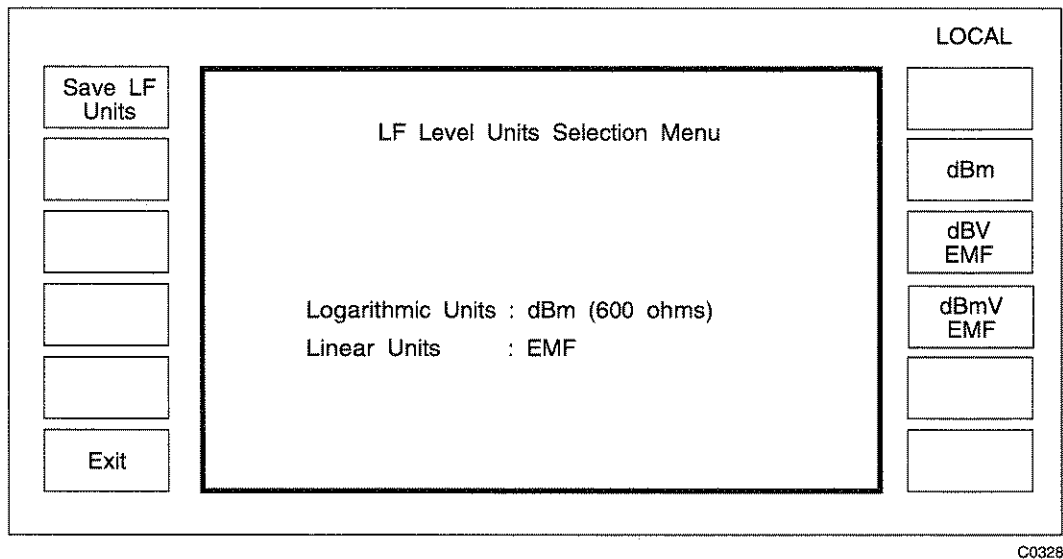 LOCAL
Save LF
Units
LF Level Units Selection Menu
dBm
dBV
EMF
Logarithmic Units : dBm (600 ohms)
Linear Units : EMF
dBmV
EMF
Exit
C0328